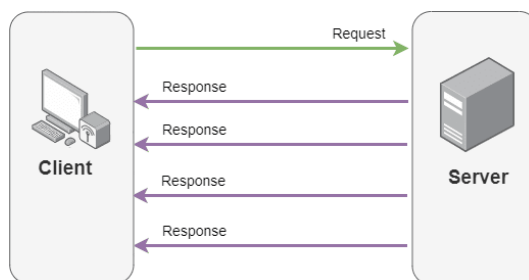 Request
Response
Response
Client
Response
Server
Response